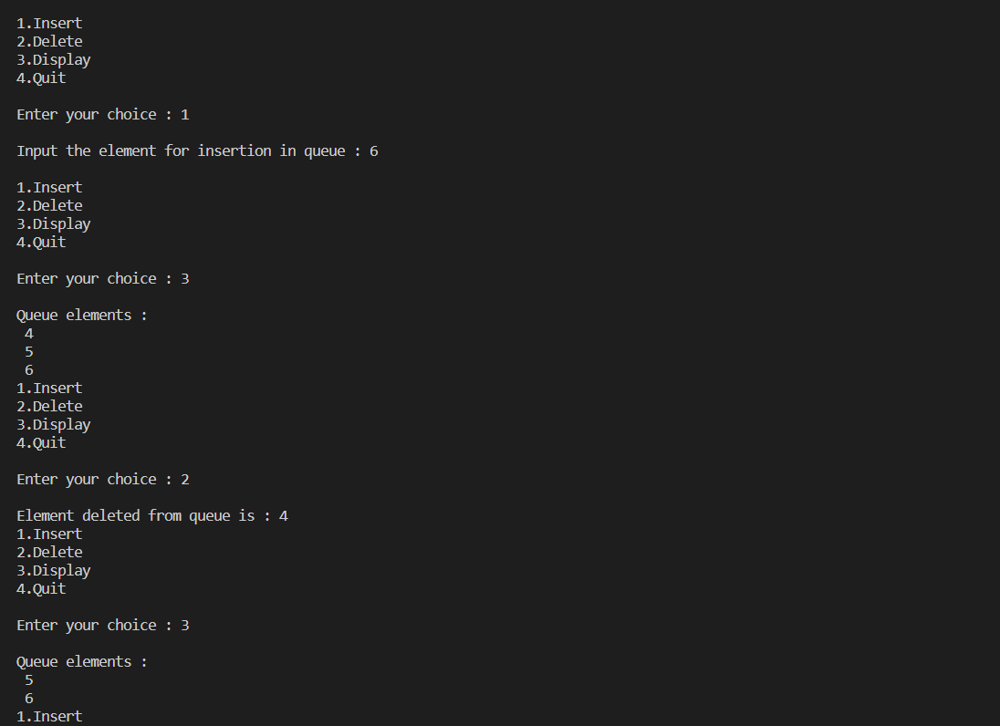 1.Insert
2.Delete
3.Display
4.Quit
Enter your choice : 1
Input the element for insertion in queue : 6
1.Insert
2.Delete
3.Display
4.Quit
Enter your choice : 3
Queue elements :
4
5
6
1.Insert
2.Delete
3.Display
4.Quit
Enter your choice : 2
Element deleted from queue is : 4
1.Insert
2.Delete
3.Display
4.Quit
Enter your choice : 3
Queue elements :
5
6
1.Insert